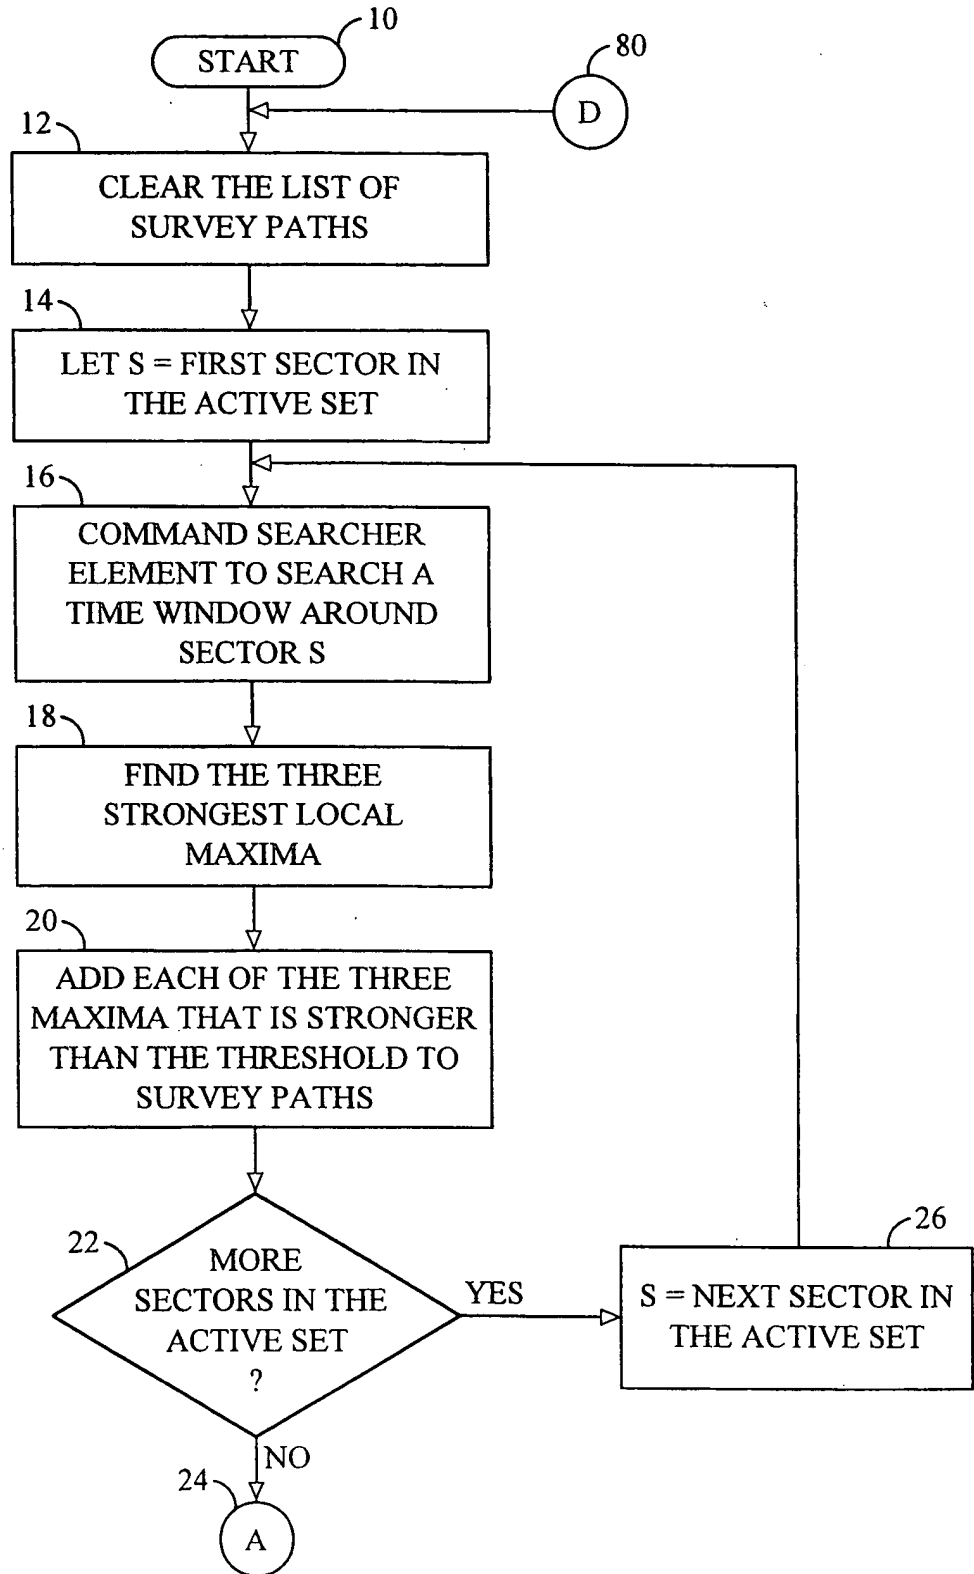 10
START
80
D
12
CLEAR THE LIST OF
SURVEY PATHS
14
LET S = FIRST SECTOR IN
THE ACTIVE SET
16
COMMAND SEARCHER
ELEMENT TO SEARCH A
TIME WINDOW AROUND
SECTOR S
18
FIND THE THREE
STRONGEST LOCAL
MAXIMA
20
ADD EACH OF THE THREE
MAXIMA THAT IS STRONGER
THAN THE THRESHOLD TO
SURVEY PATHS
22
MORE
SECTORS IN THE
ACTIVE SET
?
YES
26
S = NEXT SECTOR IN
THE ACTIVE SET
NO
24
A